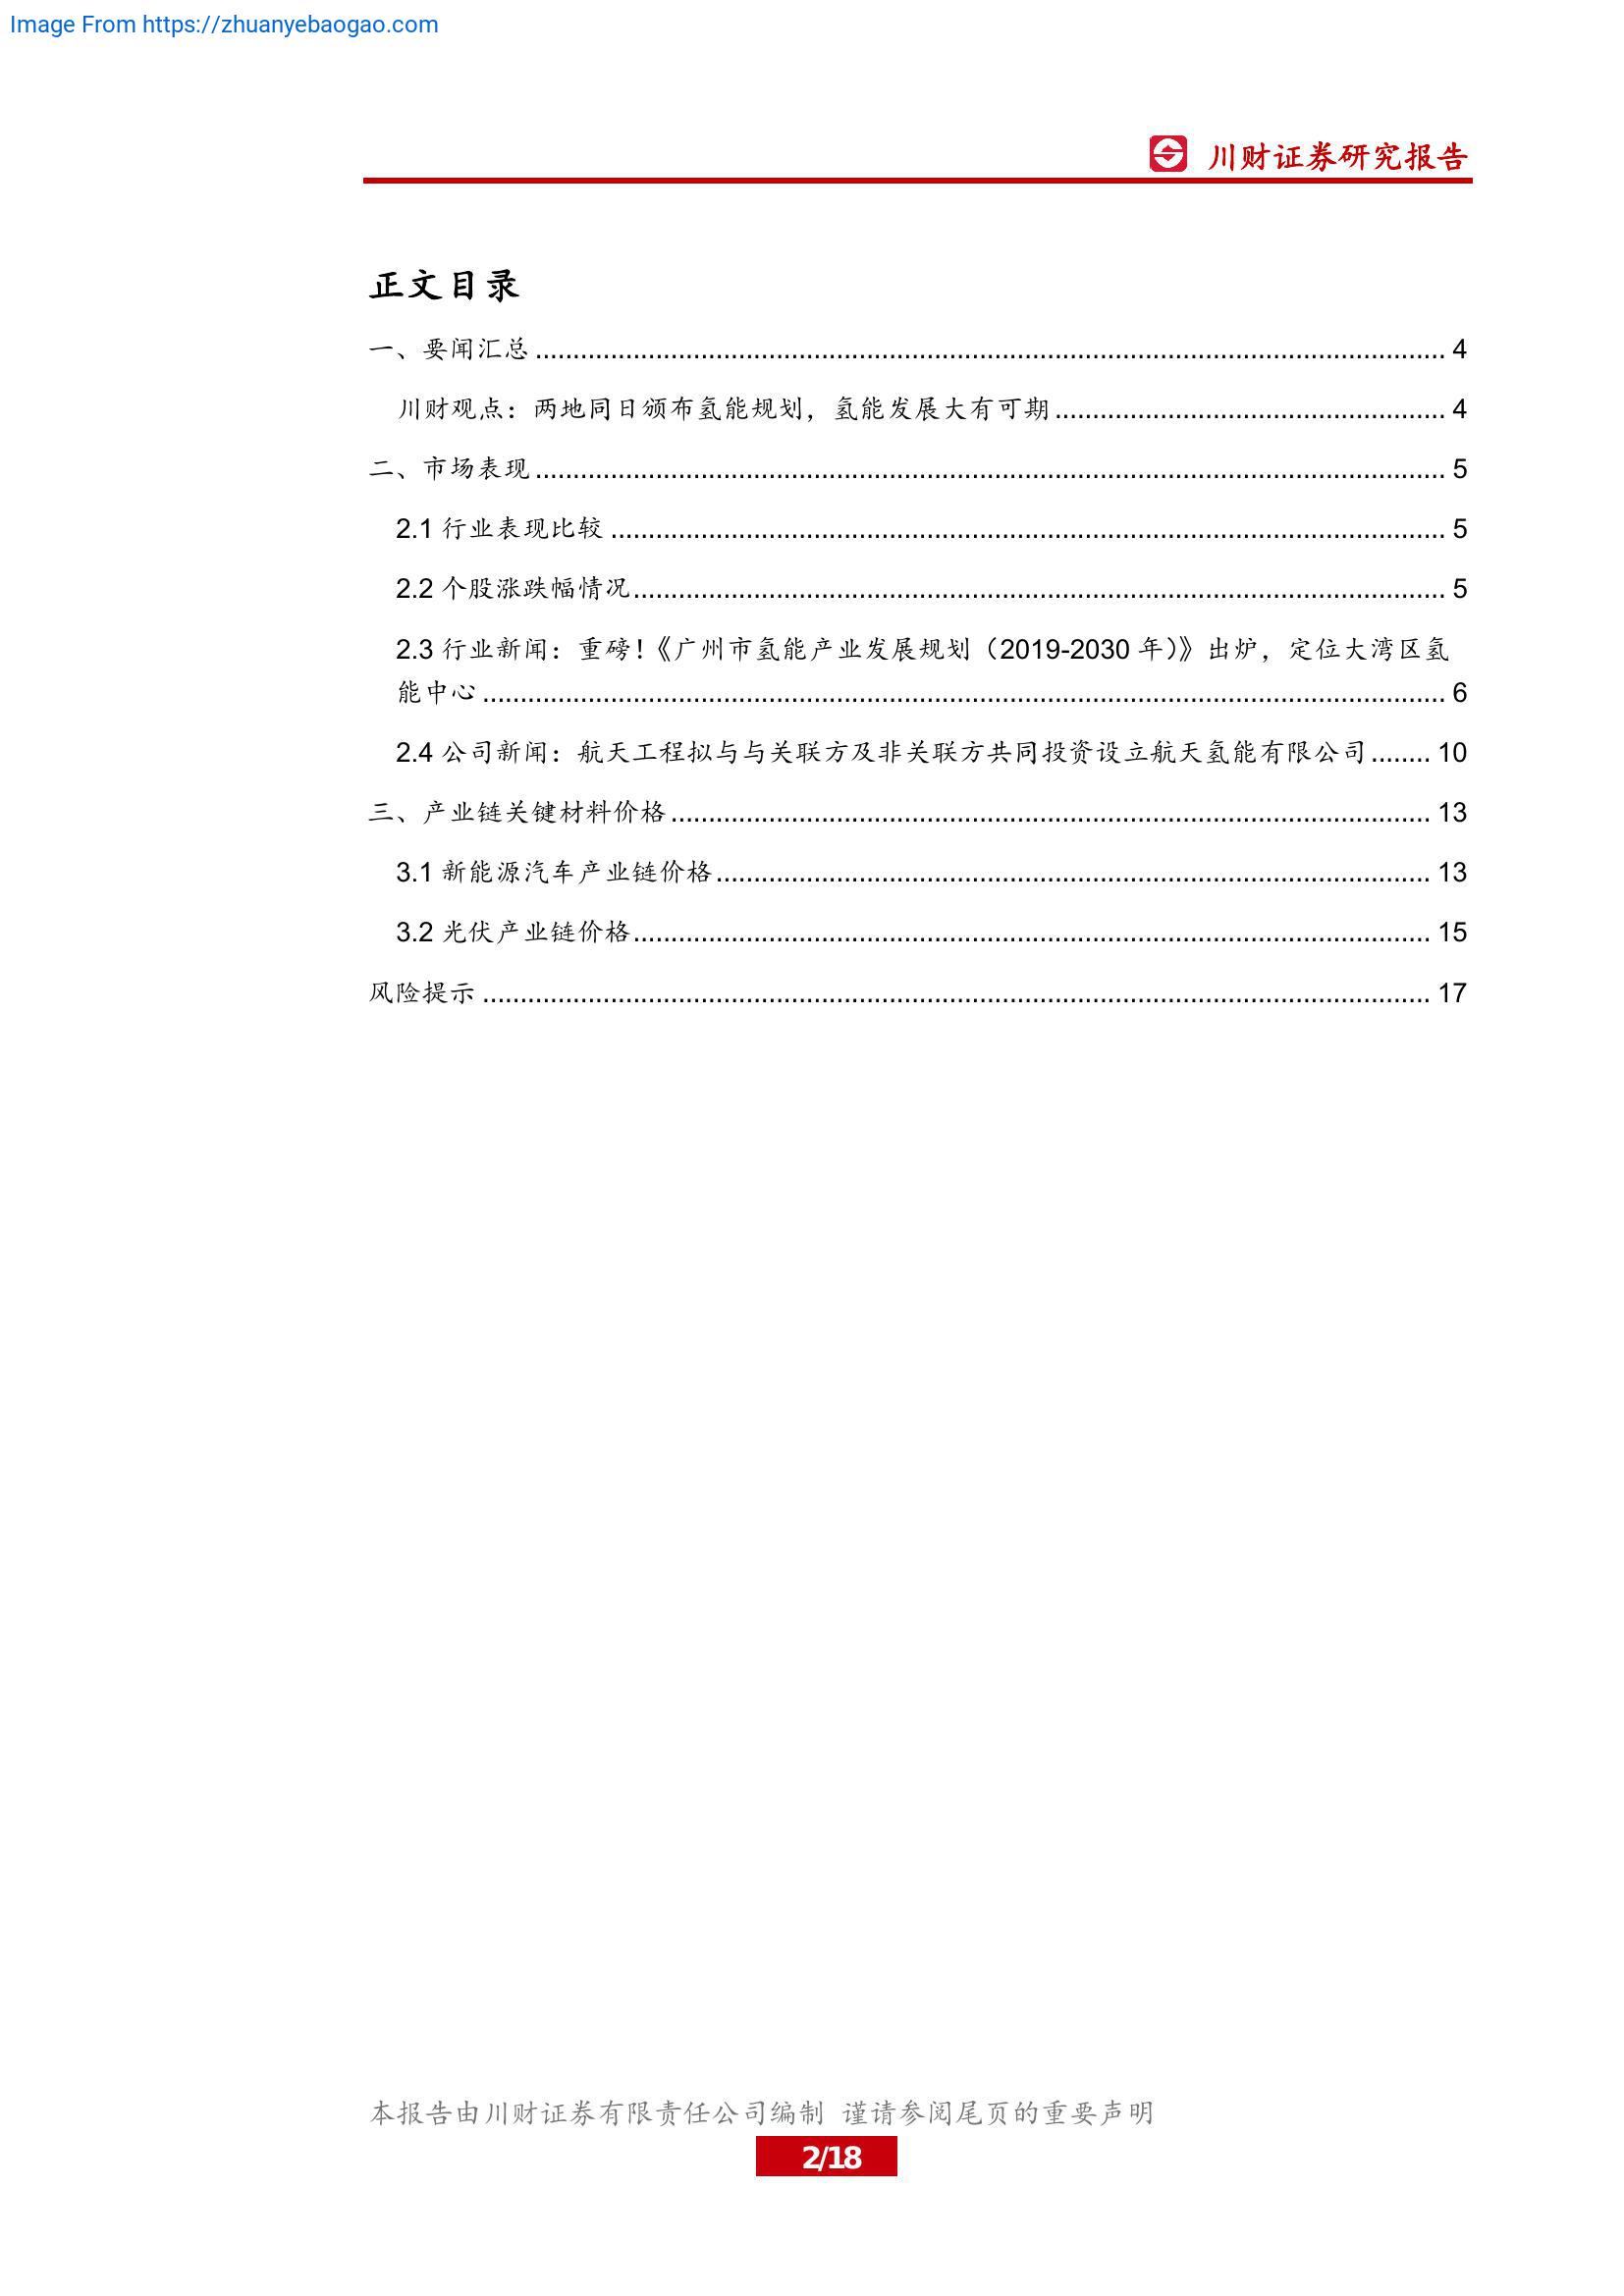 Image From https://zhuanyebaogao.com
川财证券研究报告
正文目录
一、要闻汇总 4
川财观点：两地同日颁布氢能规划，氢能发展大有可期 4
二、市场表现 5
2.1 行业表现比较 5
2.2 个股涨跌幅情况 5
2.3 行业新闻：重磅！《广州市氢能产业发展规划（2019-2030 年）》出炉，定位大湾区氢
能中心 6
2.4 公司新闻：航天工程拟与与关联方及非关联方共同投资设立航天氢能有限公司 10
三、产业链关键材料价格 13
3.1 新能源汽车产业链价格 13
3.2 光伏产业链价格 15
风险提示 17
本报告由川财证券有限责任公司编制 谨请参阅尾页的重要声明
2/18